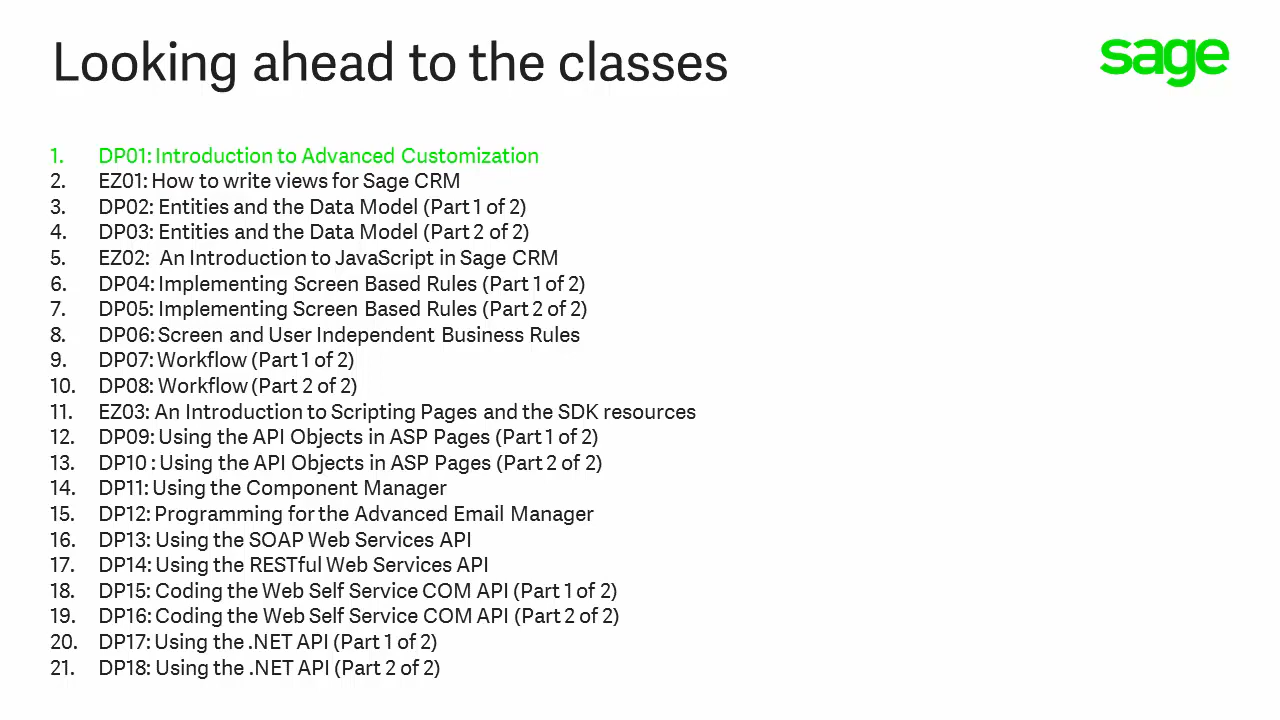 Looking ahead to the classes
sage
1. DP01: Introduction to Advanced Customization
2. EZ01: How to write views for Sage CRM
3. DP02: Entities and the Data Model (Part 1 of 2)
4. DP03: Entities and the Data Model (Part 2 of 2)
5. EZ02: An Introduction to JavaScript in Sage CRM
6. DP04: Implementing Screen Based Rules (Part 1 of 2)
7. DP05: Implementing Screen Based Rules (Part 2 of 2)
8. DP06: Screen and User Independent Business Rules
9. DP07: Workflow (Part 1 of 2)
10. DP08: Workflow (Part 2 of 2)
11. EZ03: An Introduction to Scripting Pages and the SDK resources
12. DP09: Using the API Objects in ASP Pages (Part 1 of 2)
13. DP10 : Using the API Objects in ASP Pages (Part 2 of 2)
14. DP11: Using the Component Manager
15. DP12: Programming for the Advanced Email Manager
16. DP13: Using the SOAP Web Services API
17. DP14: Using the RESTful Web Services API
18. DP15: Coding the Web Self Service COM API (Part 1 of 2)
19. DP16: Coding the Web Self Service COM API (Part 2 of 2)
20. DP17: Using the .NET API (Part 1 of 2)
21. DP18: Using the .NET API (Part 2 of 2)